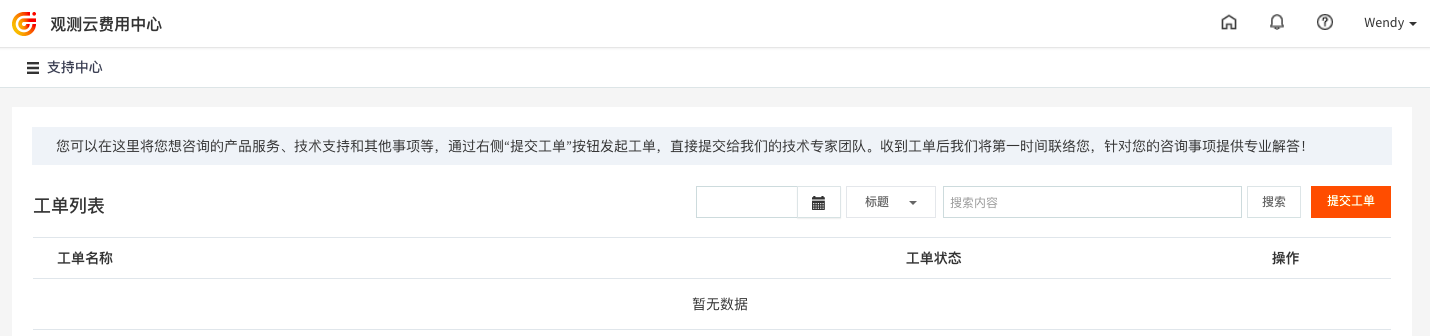 观测云费用中心
Wendy
支持中心
您可以在这里将您想咨询的产品服务、技术支持和其他事项等，通过右侧“提交工单”按钮发起工单，直接提交给我们的技术专家团队。收到工单后我们将第一时间联络您，针对您的咨询事项提供专业解答！
工单列表
标题
搜索内容
搜索
提交工单
工单名称
工单状态
操作
暂无数据